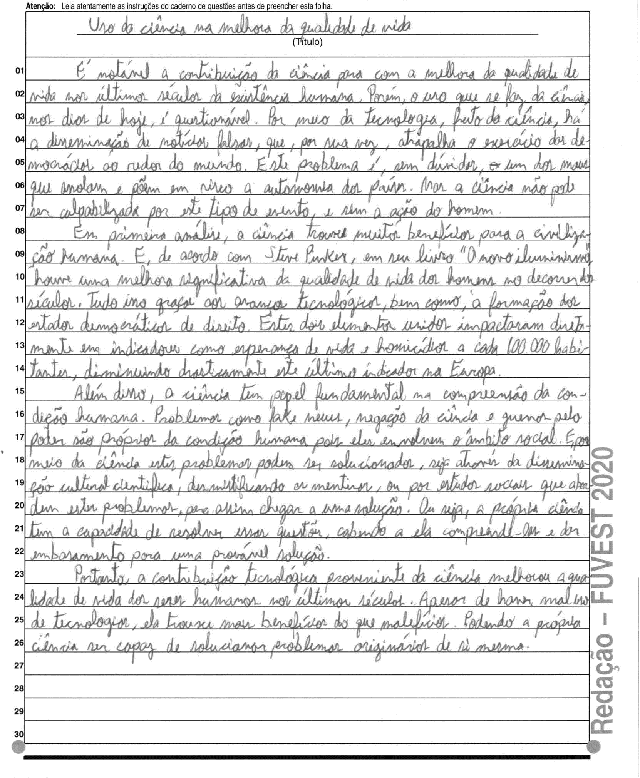 Atenção: Leia atentamente as instruções do caderno de questões antes de preencher esta folha.
Uso da ciência na melhora da qualidade de vida
(Título)
01 É notável a contribuição da ciência para com a melhora da qualidade de
02 vida nos últimos séculos da existência humana. Porém, o uso que se faz da ciência,
03 nos dias de hoje, é questionável. Por meio da tecnologia, fruto da ciência, há
04 a disseminação de notícias falsas, que, por sua vez, atrapalha o exercício das de-
05 mocracias ao redor do mundo. Este problema é, sem dúvidas, um dos mais
06 que assolam e põem em risco a autonomia dos países. Mas a ciência não pode
07 ser culpabilizada por este tipo de evento, e sem a ação do homem.
08 Em primeira análise, a ciência trouxe muitos benefícios para a civiliza-
09 ção humana. E, de acordo com Steve Pinker, em seu livro "O novo iluminismo"
10 houve uma melhora significativa da qualidade de vida dos homens no decorrer do
11 séculos. Tudo isso graças aos avanços tecnológicos, bem como, a formação dos
12 estados democráticos de direito. Estes dois elementos unidos impactaram direta-
13 mente em indicadores como esperança de vida e homicídios a cada 100.000 habi-
14 tantes, diminuindo drasticamente este último indicador na Europa.
15 Além disso, a ciência tem papel fundamental na compreensão da con-
16 dição humana. Problemas como fake news, negação da ciência e guerras pelo
17 poder são próprios da condição humana pois eles envolvem o âmbito social. E por
18 meio da ciência estes problemas podem ser solucionados, seja através da dissemina-
19 ção cultural científica, desmistificando as mentiras, ou por estudos sociais que abor
20 dem estes problemas, para assim chegar a uma solução. Ou seja, a própria ciência
21 tem a capacidade de resolver essas questões, cabendo a ela compreendê-las e dar
22 embasamento para uma provável solução.
23 Portanto, a contribuição tecnológica proveniente da ciência melhorou a qua-
24 lidade de vida dos seres humanos nos últimos séculos. Apesar de haver mal uso
25 de tecnologias, ela trouxe mais benefícios do que malefícios. Podendo a própria
26 ciência ser capaz de solucionar problemas originários de si mesma.
27
28
29
30
Redação – FUVEST 2020